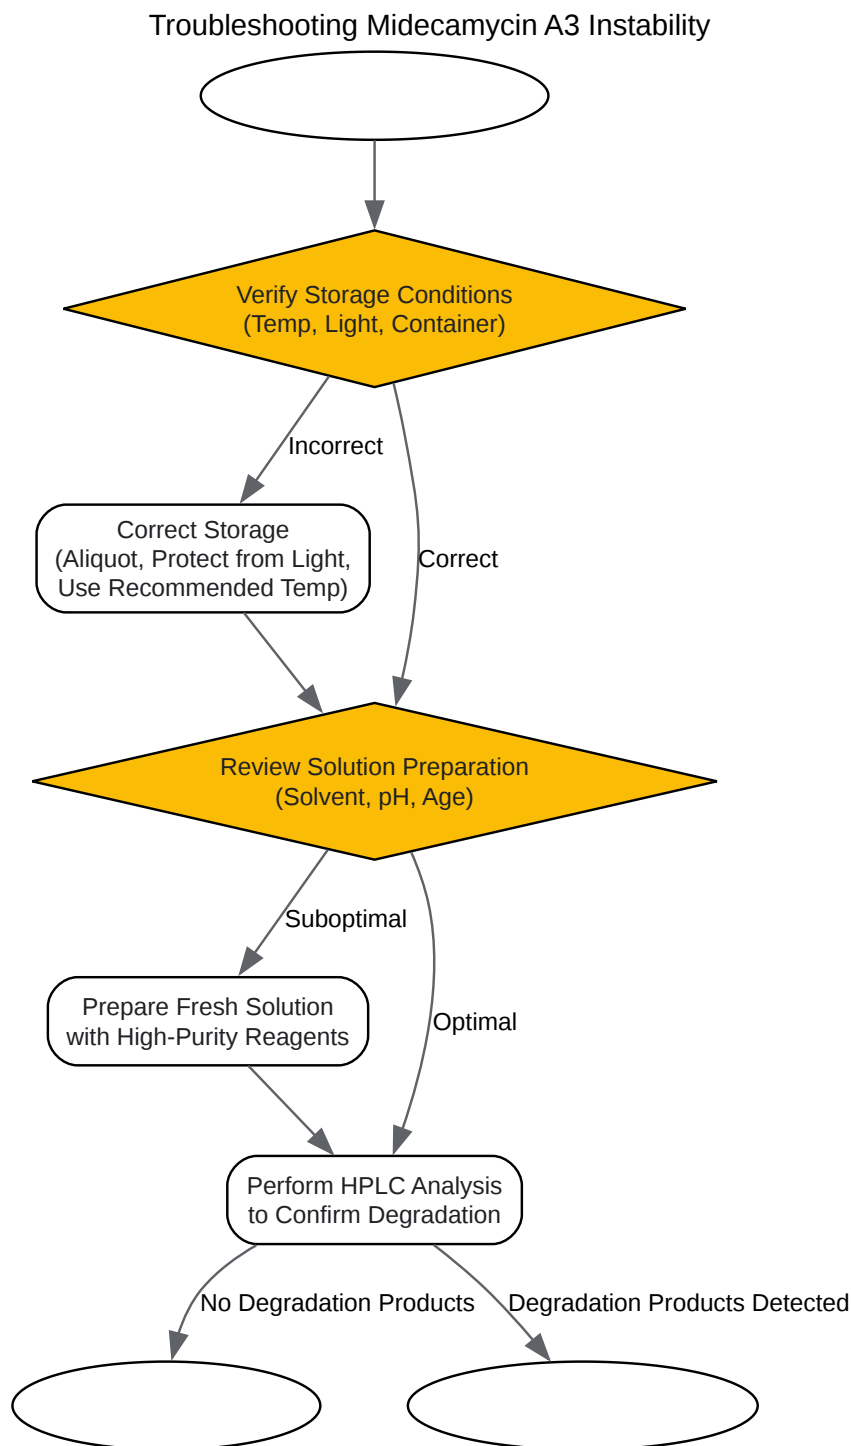 Troubleshooting Midecamycin A3 Instability
Verify Storage Conditions
(Temp, Light, Container)
Incorrect
Correct Storage
(Aliquot, Protect from Light,
Use Recommended Temp)
Correct
Review Solution Preparation
(Solvent, pH, Age)
Suboptimal
Prepare Fresh Solution
with High-Purity Reagents
Optimal
Perform HPLC Analysis
to Confirm Degradation
No Degradation Products
Degradation Products Detected